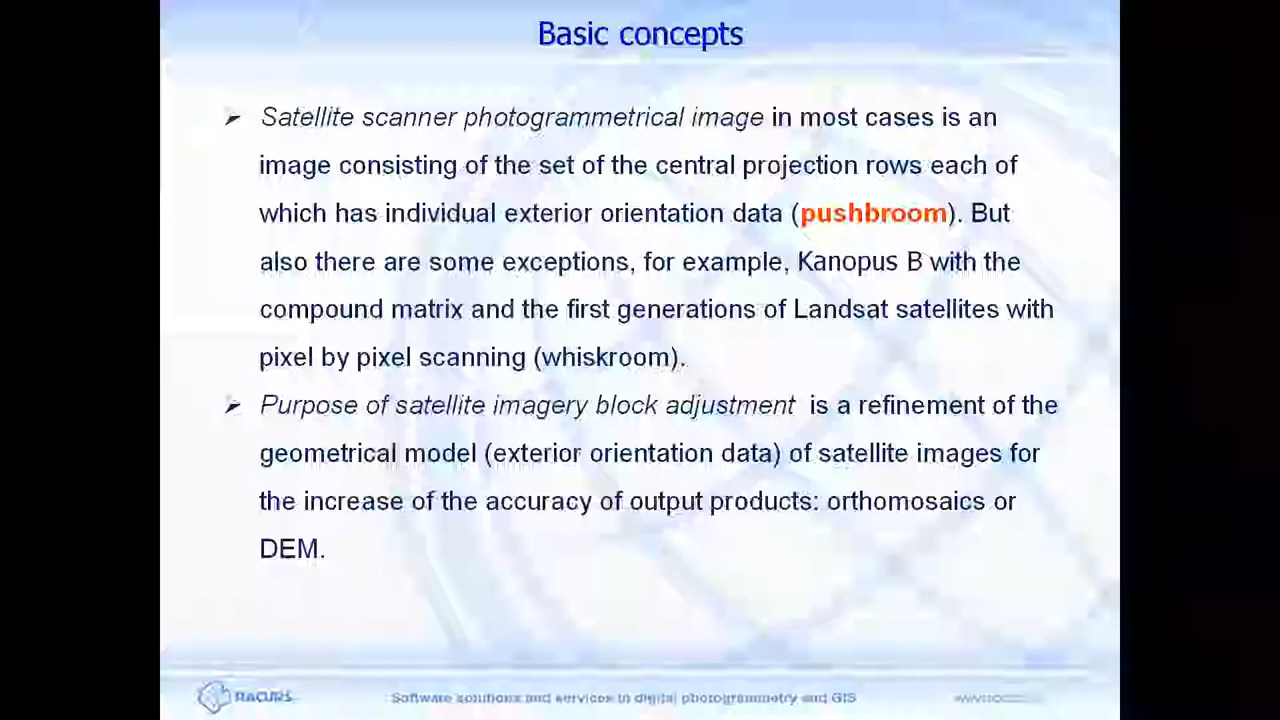 Basic concepts
➢ Satellite scanner photogrammetrical image in most cases is an
image consisting of the set of the central projection rows each of
which has individual exterior orientation data (pushbroom). But
also there are some exceptions, for example, Kanopus B with the
compound matrix and the first generations of Landsat satellites with
pixel by pixel scanning (whiskroom).
➢ Purpose of satellite imagery block adjustment is a refinement of the
geometrical model (exterior orientation data) of satellite images for
the increase of the accuracy of output products: orthomosaics or
DEM.
RACURS
Software solutions and services in digital photogrammetry and GIS